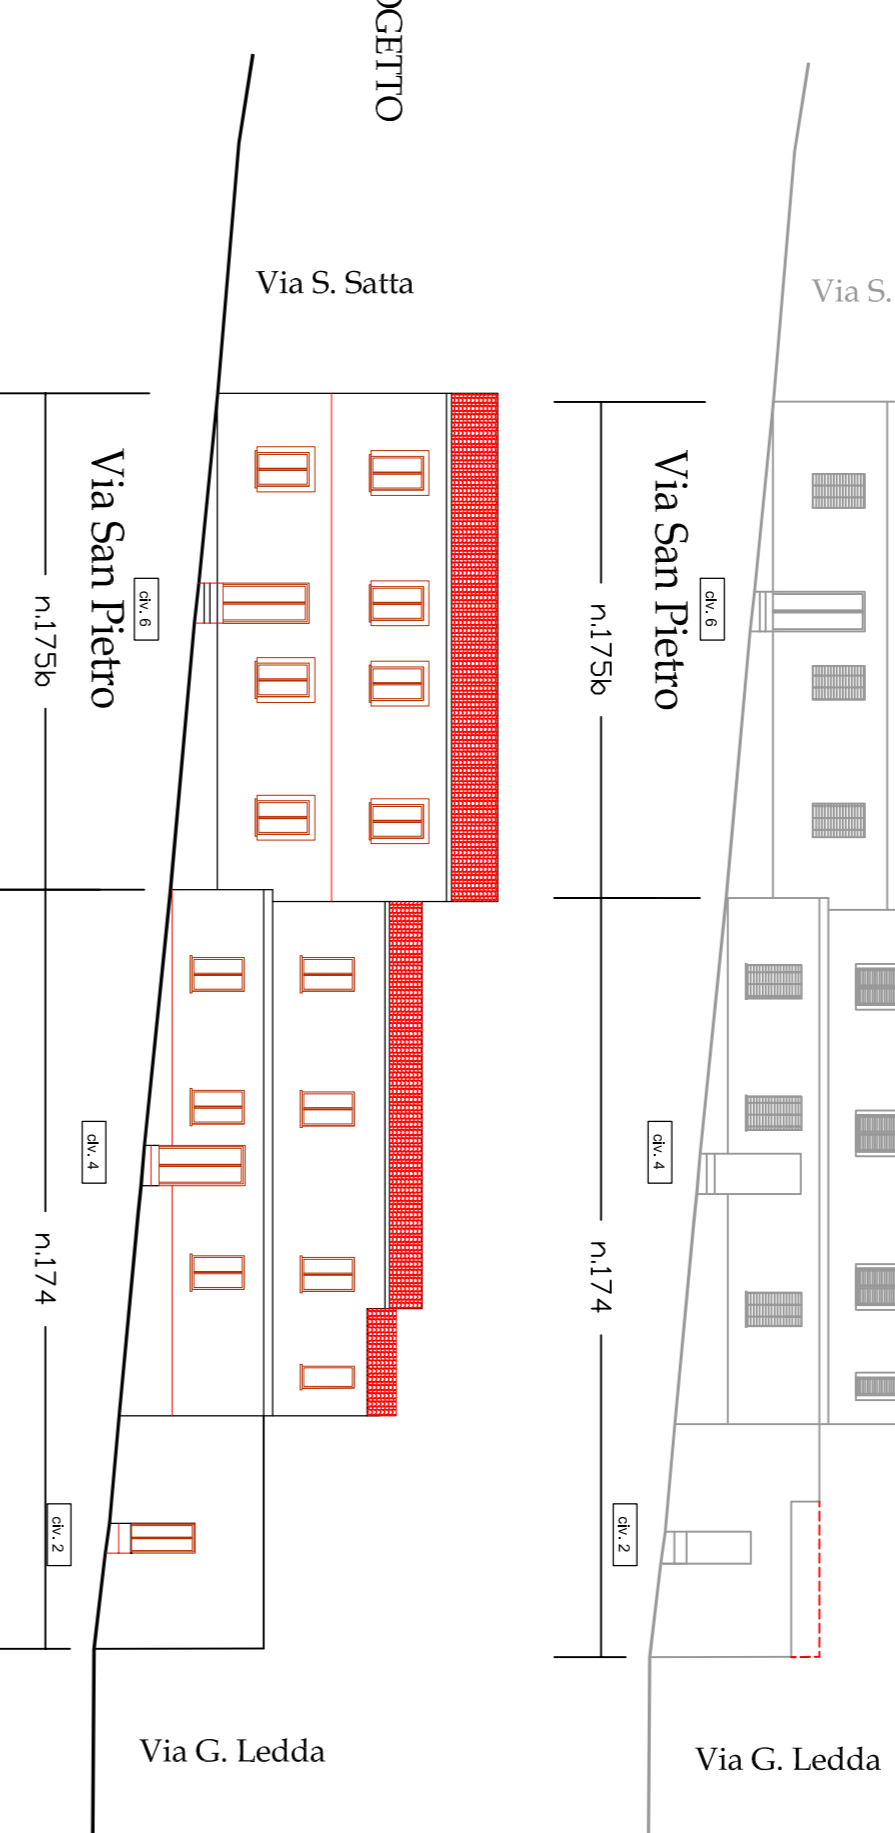 OGETTO
Via S. Satta
Via San Pietro
civ. 6
n.175b
civ. 4
n.174
civ. 2
Via G. Ledda
Via S.
Via San Pietro
civ. 6
n.175b
civ. 4
n.174
civ. 2
Via G. Ledda